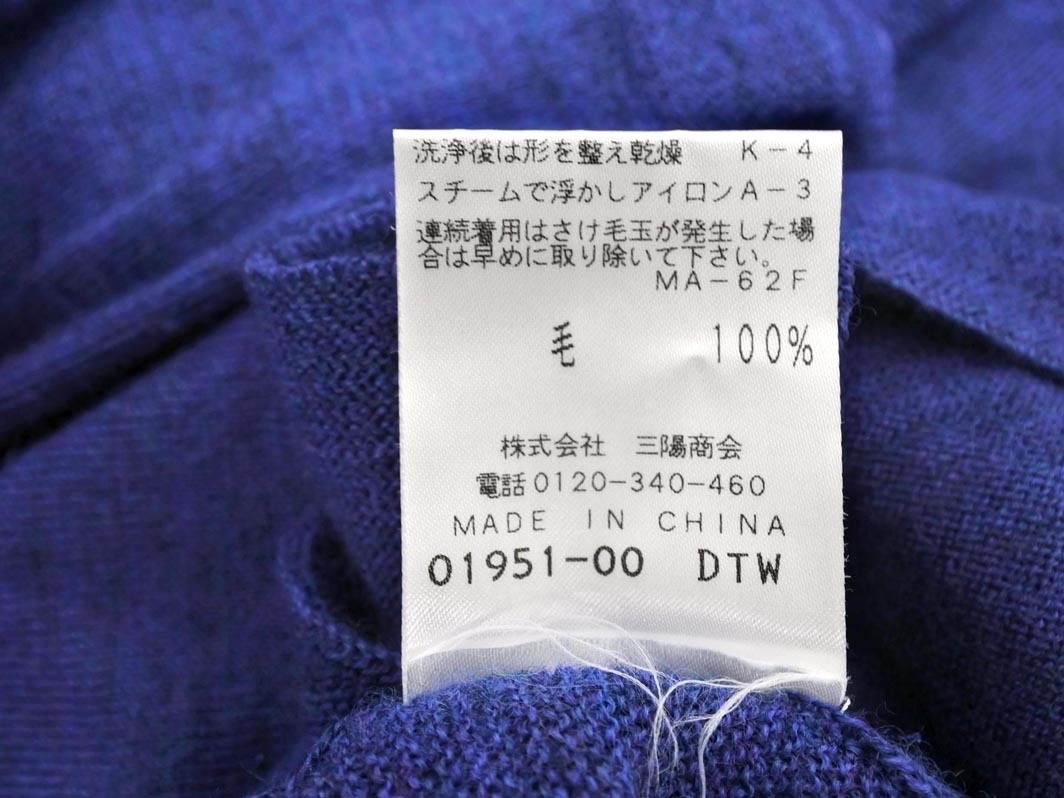 洗浄後は形を整え乾燥 K-4
スチームで浮かしアイロンA-3
連続着用はさけ毛玉が発生した場
合は早めに取り除いて下さい。
MA-62F
毛 100%
株式会社 三陽商会
電話0120-340-460
MADE IN CHINA
01951-00 DTW